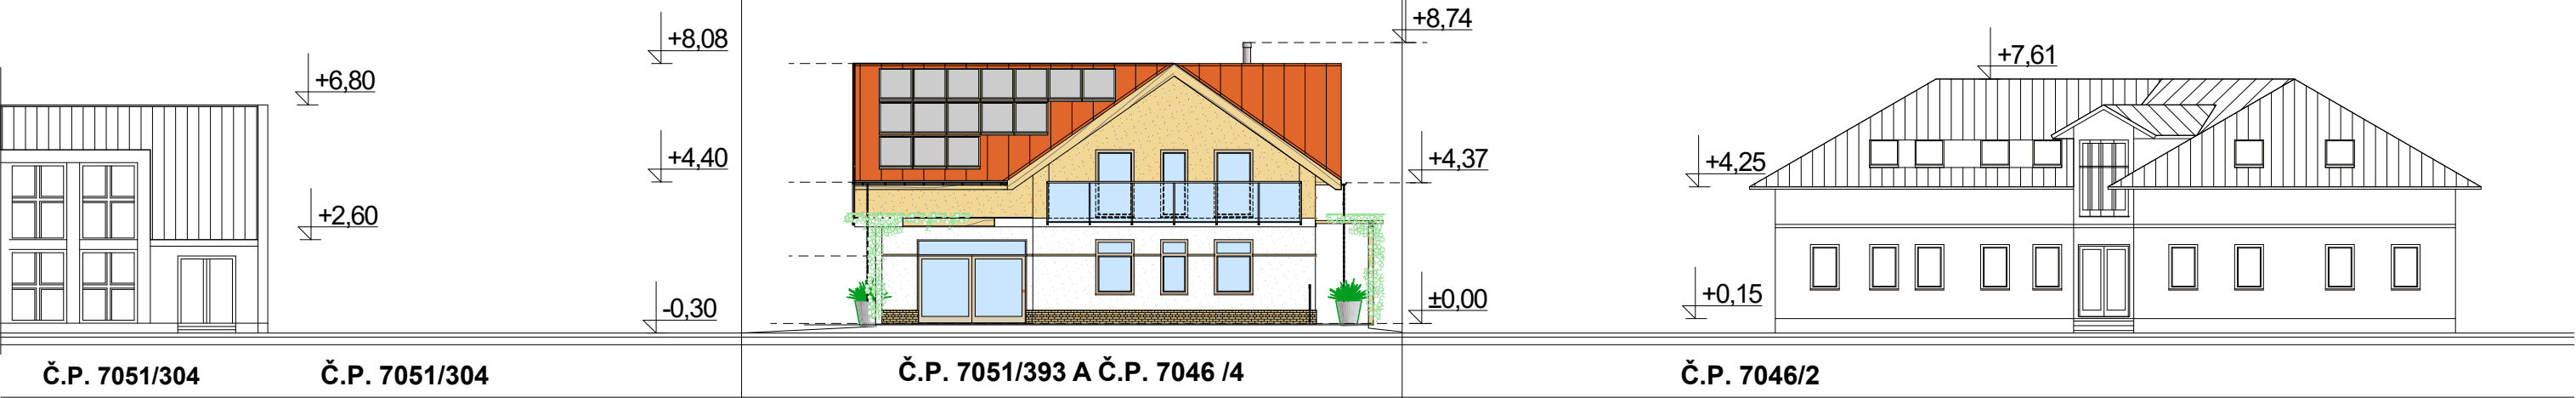 +6,80
+2,60
+8,08
+4,40
-0,30
+8,74
+4,37
±0,00
+7,61
+4,25
+0,15
Č.P. 7051/304
Č.P. 7051/304
Č.P. 7051/393 A Č.P. 7046 /4
Č.P. 7046/2